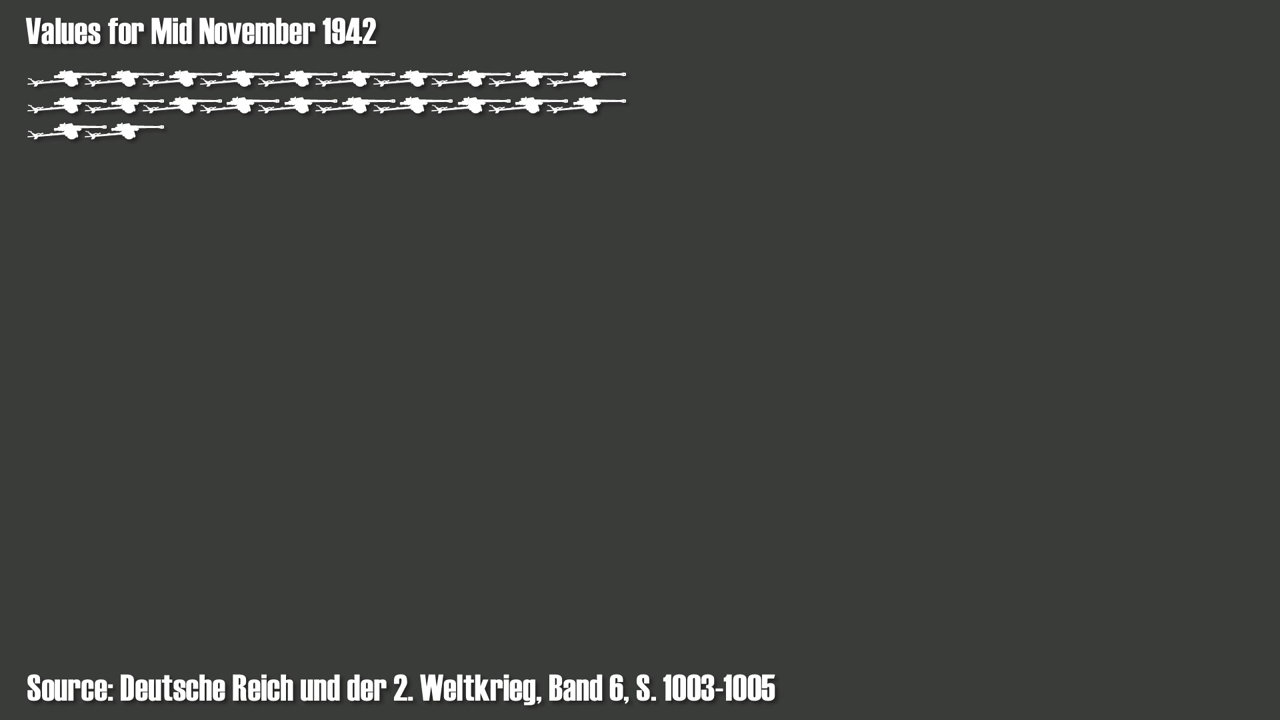 Values for Mid November 1942
Source: Deutsche Reich und der 2. Weltkrieg, Band 6, S. 1003-1005